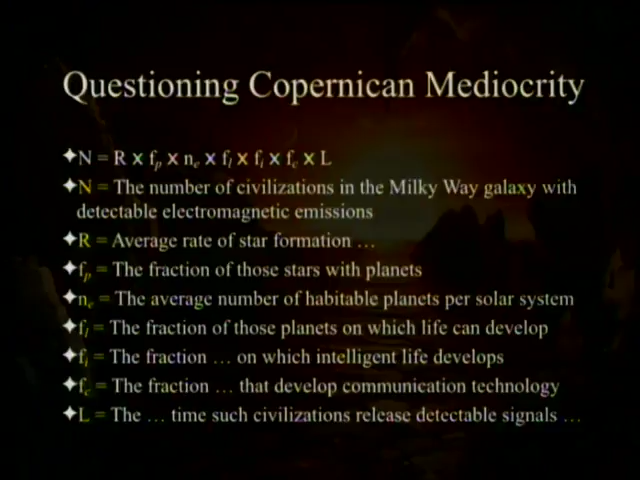 Questioning Copernican Mediocrity
✦N = R x fₚ x nₑ x fₗ x fᵢ x f꜀ x L
✦N = The number of civilizations in the Milky Way galaxy with
detectable electromagnetic emissions
✦R = Average rate of star formation …
✦fₚ = The fraction of those stars with planets
✦nₑ = The average number of habitable planets per solar system
✦fₗ = The fraction of those planets on which life can develop
✦fᵢ = The fraction … on which intelligent life develops
✦f꜀ = The fraction … that develop communication technology
✦L = The … time such civilizations release detectable signals …